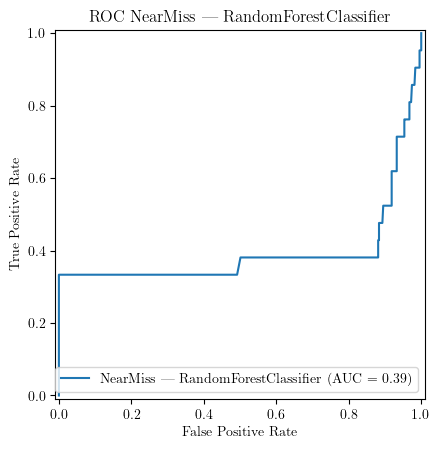 ROC NearMiss — RandomForestClassifier
True Positive Rate
1.0
0.8
0.6
0.4
0.2
0.0
NearMiss — RandomForestClassifier (AUC = 0.39)
0.0 0.2 0.4 0.6 0.8 1.0
False Positive Rate